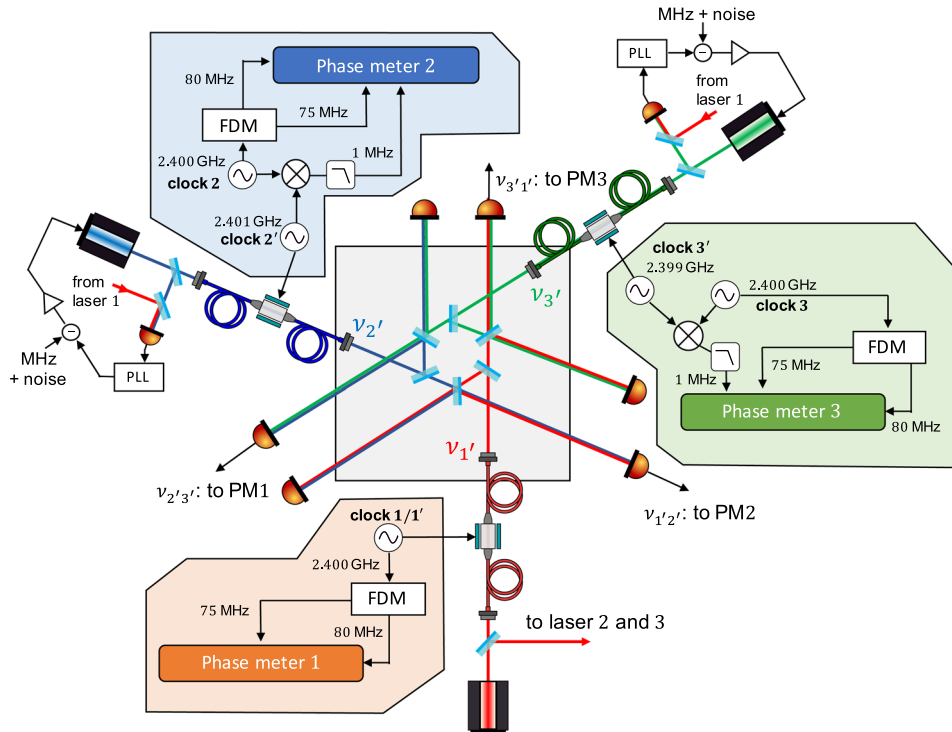 MHz + noise
PLL
−
from
laser 1
Phase meter 2
80 MHz
75 MHz
FDM
1 MHz
2.400 GHz
clock 2
2.401 GHz
clock 2′
ν3′1′: to PM3
ν3′
clock 3′
2.399 GHz
2.400 GHz
clock 3
FDM
75 MHz
1 MHz
80 MHz
Phase meter 3
from
laser 1
−
MHz
+ noise
PLL
ν2′
ν1′
ν2′3′: to PM1
ν1′2′: to PM2
clock 1/1′
2.400 GHz
FDM
75 MHz
80 MHz
Phase meter 1
to laser 2 and 3